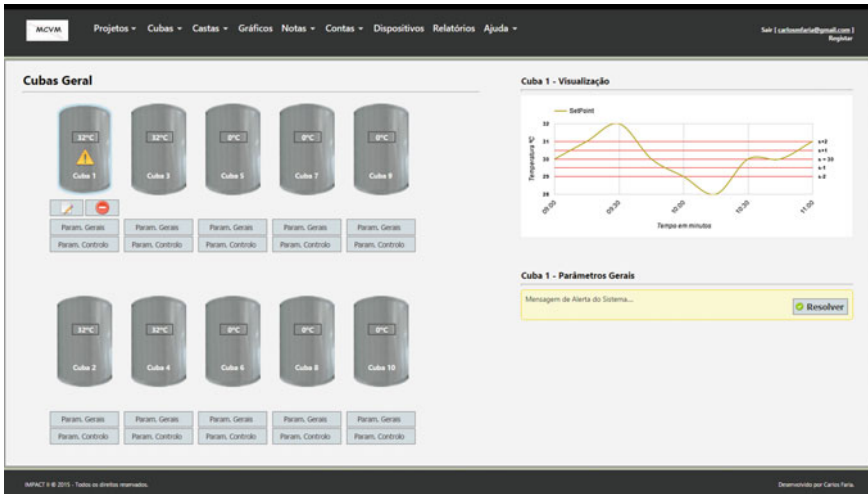 MCVM
Projetos Cubas Castas Gráficos Notas Contas Dispositivos Relatórios Ajuda
Sair [ carlosmfaria@gmail.com ]
Registar
Cubas Geral
32ºC 32ºC 0ºC 0ºC 0ºC
Cuba 1 Cuba 3 Cuba 5 Cuba 7 Cuba 9
Param. Gerais Param. Gerais Param. Gerais Param. Gerais Param. Gerais
Param. Controlo Param. Controlo Param. Controlo Param. Controlo Param. Controlo
32ºC 32ºC 0ºC 0ºC 0ºC
Cuba 2 Cuba 4 Cuba 6 Cuba 8 Cuba 10
Param. Gerais Param. Gerais Param. Gerais Param. Gerais Param. Gerais
Param. Controlo Param. Controlo Param. Controlo Param. Controlo Param. Controlo
Cuba 1 - Visualização
SetPoint
Temperatura ºC
32
31
30
29
28
s+2
s+1
s = 30
s-1
s-2
09:00 09:30 10:00 10:30 11:00
Tempo em minutos
Cuba 1 - Parâmetros Gerais
Mensagem de Alerta do Sistema...
Resolver
IMPACT II © 2015 - Todos os direitos reservados.
Desenvolvido por Carlos Faria.